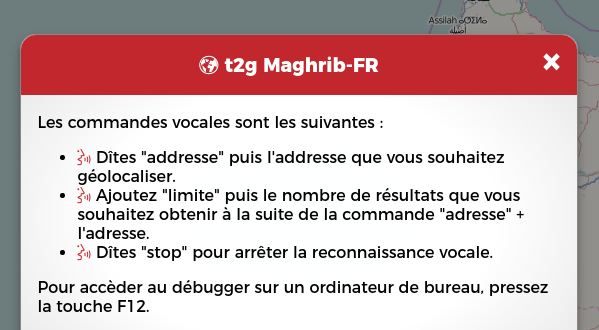 Assilah ⴰⵚⵉⵍⴰ
أصيلة
t2g Maghrib-FR
Les commandes vocales sont les suivantes :
Dîtes "addresse" puis l'addresse que vous souhaitez
géolocaliser.
Ajoutez "limite" puis le nombre de résultats que vous
souhaitez obtenir à la suite de la commande "adresse" +
l'adresse.
Dîtes "stop" pour arrêter la reconnaissance vocale.
Pour accèder au débugger sur un ordinateur de bureau, pressez
la touche F12.